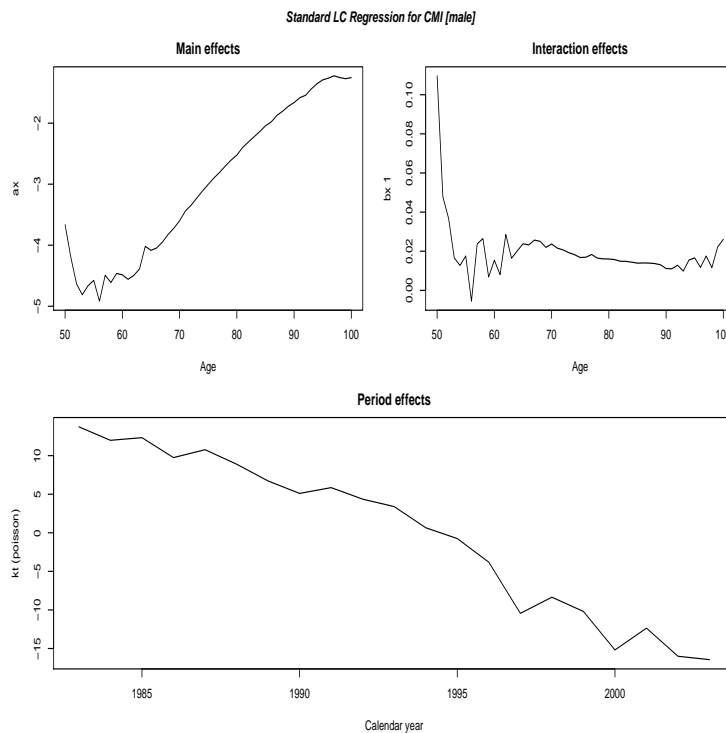 Standard LC Regression for CMI [male]
Main effects
ax
−2
−3
−4
−5
50 60 70 80 90 100
Age
Interaction effects
bx 1
0.10
0.08
0.06
0.04
0.02
0.00
50 60 70 80 90 100
Age
Period effects
kt (poisson)
10
5
0
−5
−10
−15
1985 1990 1995 2000
Calendar year